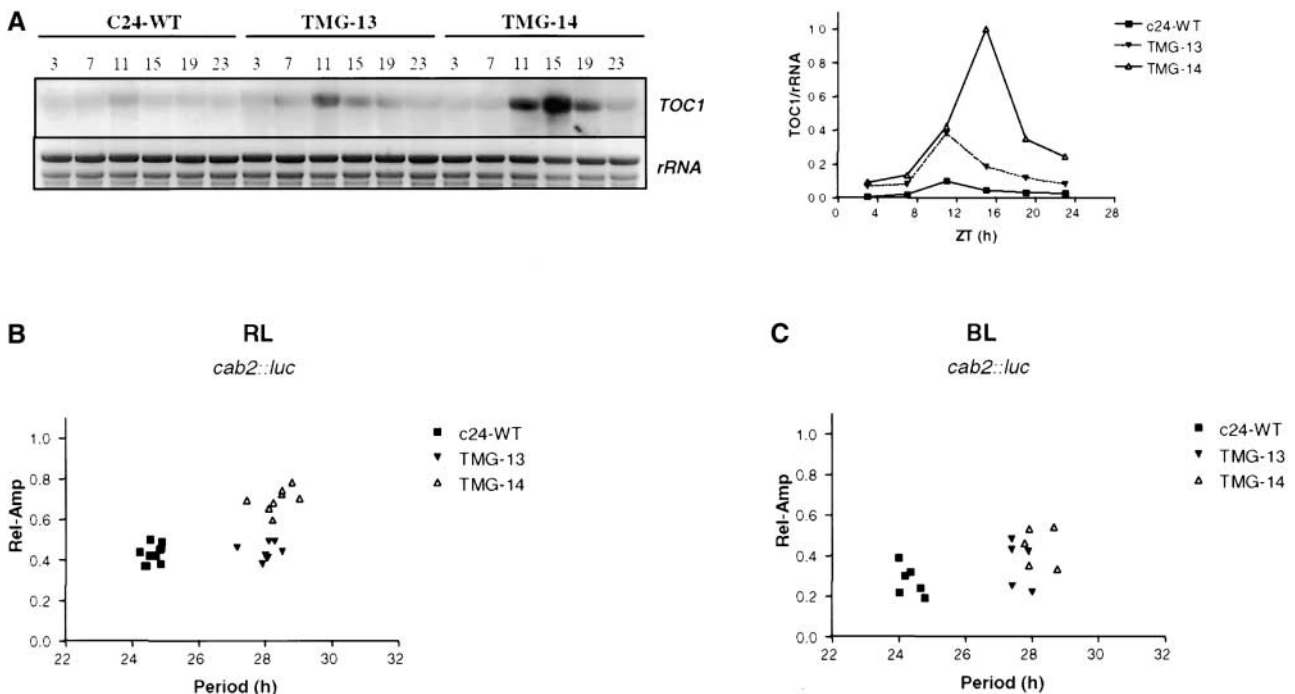 A
C24-WT TMG-13 TMG-14
3 7 11 15 19 23 3 7 11 15 19 23 3 7 11 15 19 23
TOC1
rRNA
c24-WT
TMG-13
TMG-14
TOC1/rRNA
1 0
0 8
0 6
0 4
0 2
0 0
0 4 8 12 16 20 24 28
ZT (h)
B
RL
cab2::luc
c24-WT
TMG-13
TMG-14
Rel-Amp
1.0
0.8
0.6
0.4
0.2
0.0
22 24 26 28 30 32
Period (h)
C
BL
cab2::luc
c24-WT
TMG-13
TMG-14
Rel-Amp
1.0
0.8
0.6
0.4
0.2
0.0
22 24 26 28 30 32
Period (h)